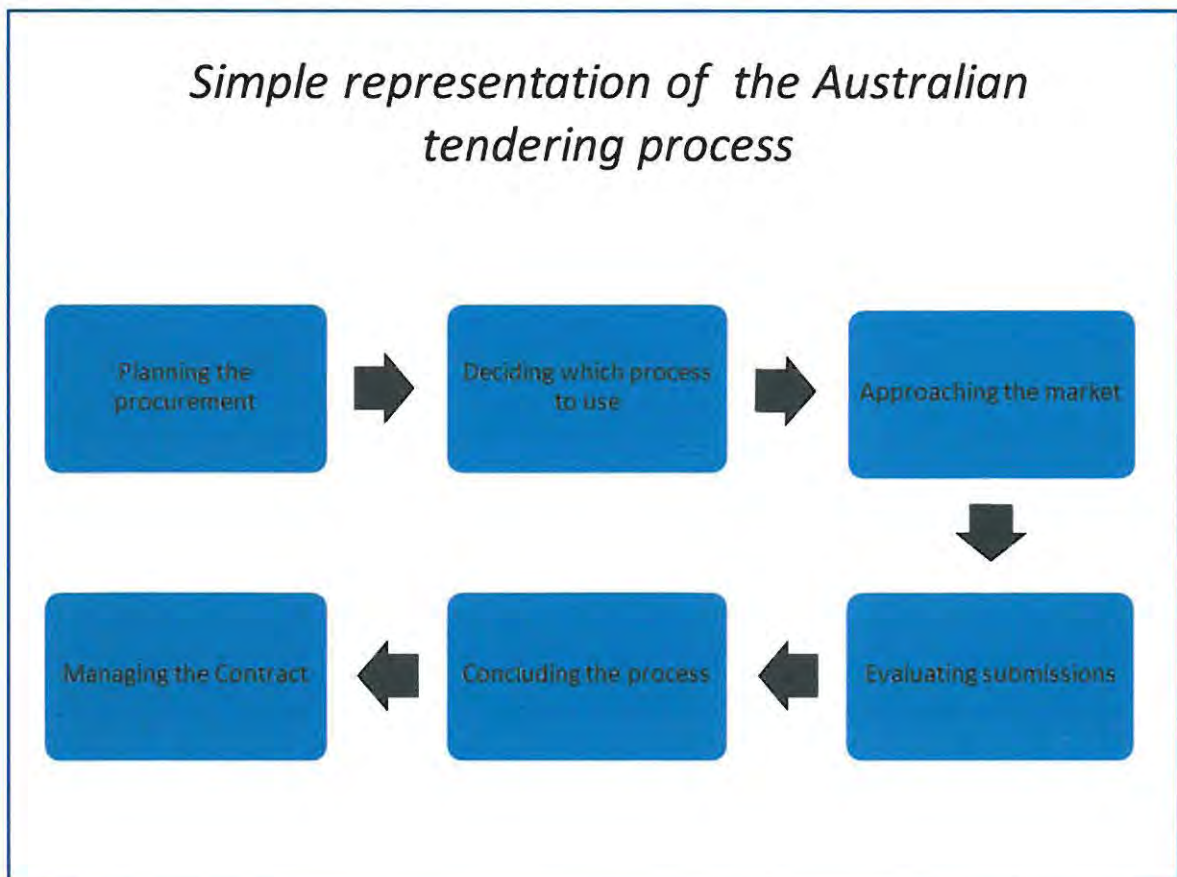 Simple representation of the Australian
tendering process
Planning the
procurement
Deciding which process
to use
Approaching the market
Evaluating submissions
Concluding the process
Managing the Contract